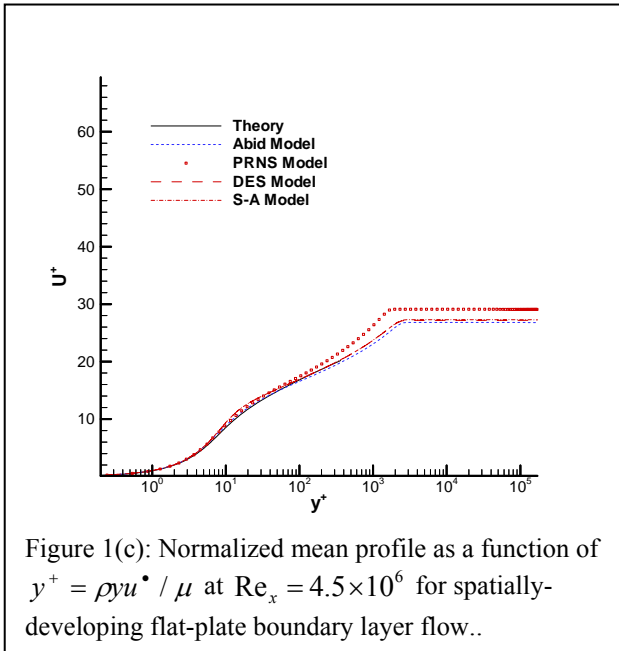 Theory
Abid Model
PRNS Model
DES Model
S-A Model
60
50
40
30
20
10
U⁺
10⁰ 10¹ 10² 10³ 10⁴ 10⁵
y⁺
Figure 1(c): Normalized mean profile as a function of
y⁺ = ρyu• / μ at Reₓ = 4.5×10⁶ for spatially-
developing flat-plate boundary layer flow..